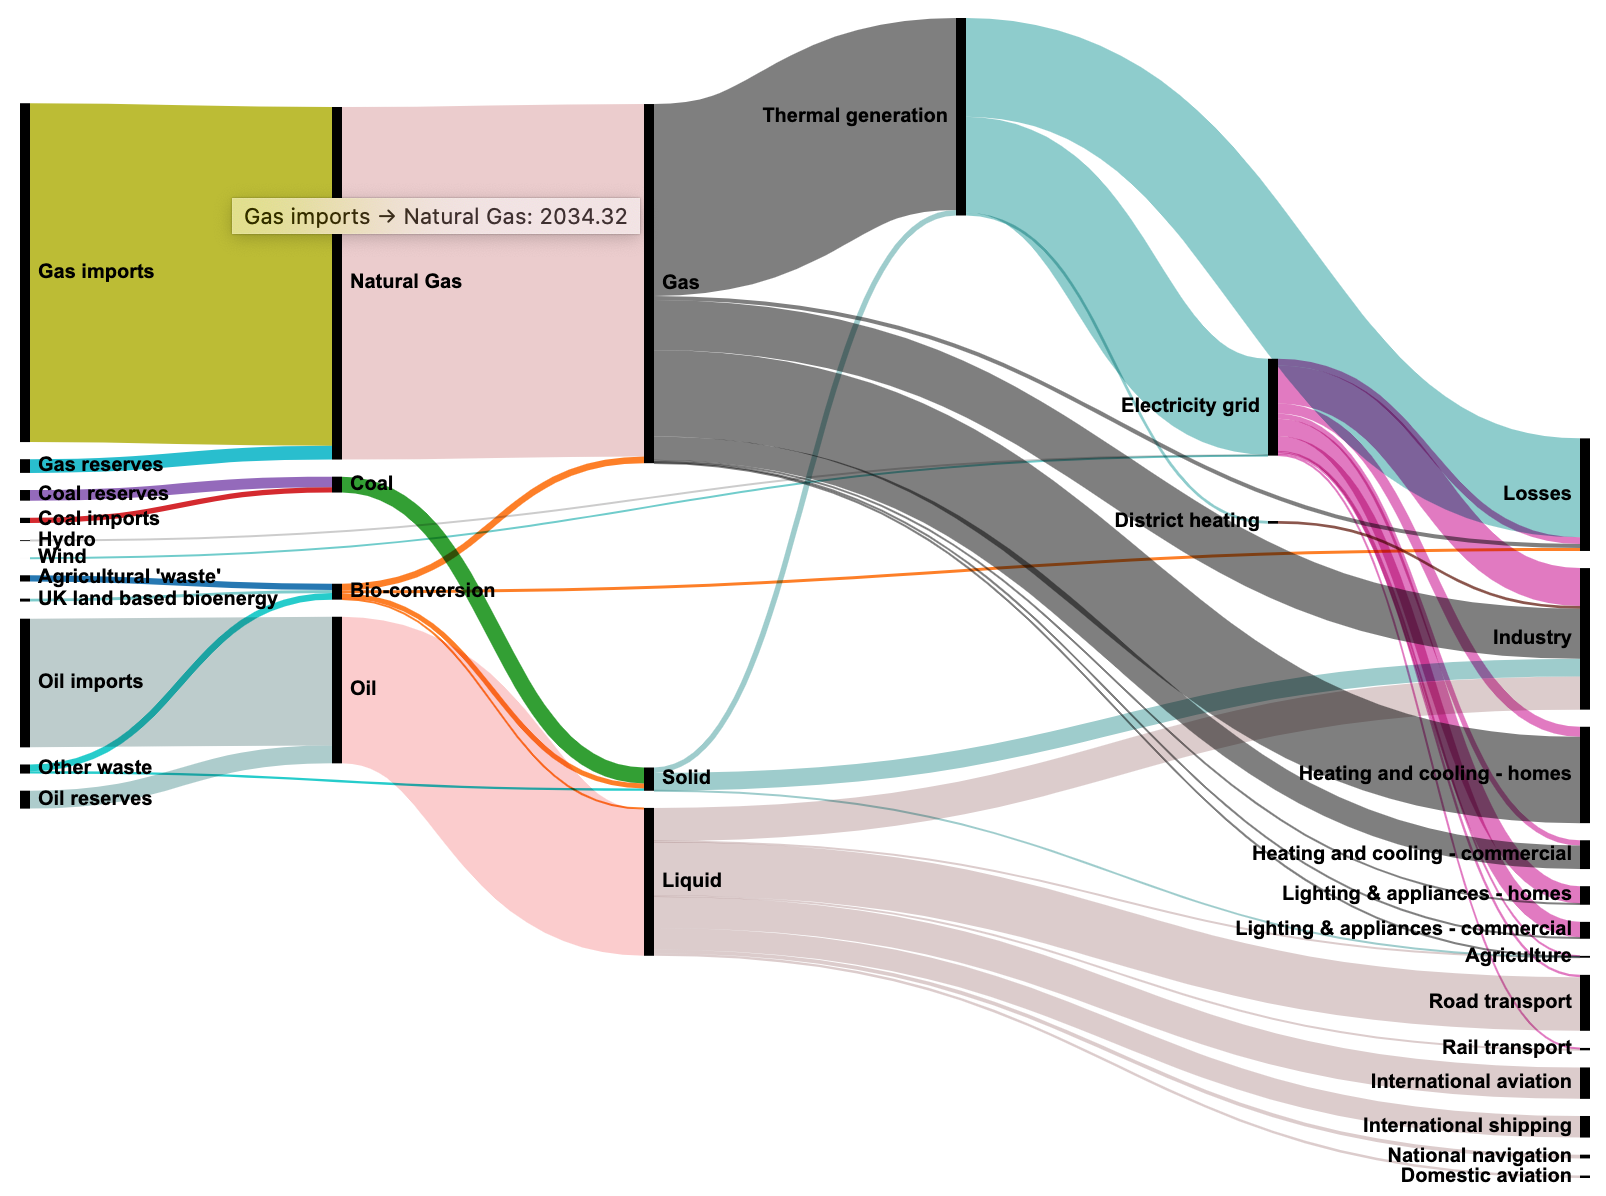 Thermal generation
Gas imports → Natural Gas: 2034.32
Gas imports
Natural Gas
Gas
Electricity grid
Gas reserves
Coal reserves
Coal
Losses
Coal imports
District heating
Hydro
Wind
Agricultural 'waste'
Bio-conversion
UK land based bioenergy
Industry
Oil imports
Oil
Other waste
Solid
Heating and cooling - homes
Oil reserves
Heating and cooling - commercial
Liquid
Lighting & appliances - homes
Lighting & appliances - commercial
Agriculture
Road transport
Rail transport
International aviation
International shipping
National navigation
Domestic aviation